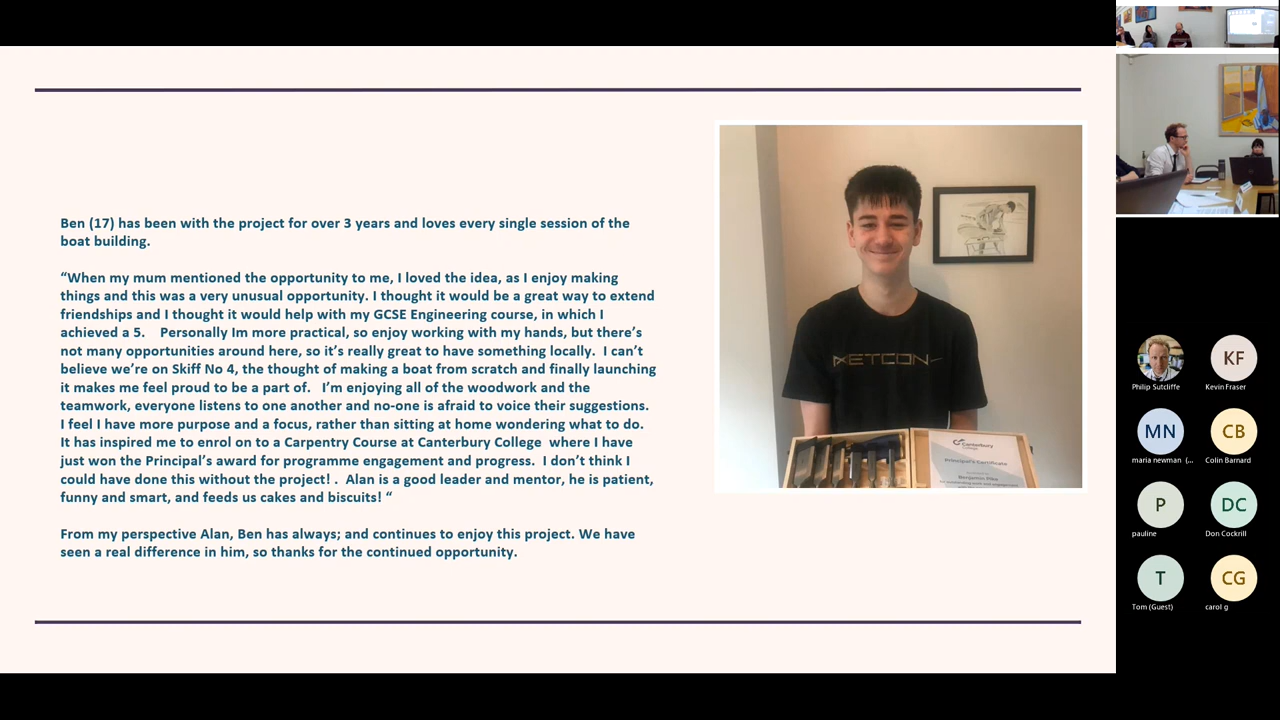 Ben (17) has been with the project for over 3 years and loves every single session of the
boat building.
“When my mum mentioned the opportunity to me, I loved the idea, as I enjoy making
things and this was a very unusual opportunity. I thought it would be a great way to extend
friendships and I thought it would help with my GCSE Engineering course, in which I
achieved a 5.    Personally Im more practical, so enjoy working with my hands, but there’s
not many opportunities around here, so it’s really great to have something locally.  I can’t
believe we’re on Skiff No 4, the thought of making a boat from scratch and finally launching
it makes me feel proud to be a part of.   I’m enjoying all of the woodwork and the
teamwork, everyone listens to one another and no-one is afraid to voice their suggestions.
I feel I have more purpose and a focus, rather than sitting at home wondering what to do.
It has inspired me to enrol on to a Carpentry Course at Canterbury College  where I have
just won the Principal’s award for programme engagement and progress.  I don’t think I
could have done this without the project! .  Alan is a good leader and mentor, he is patient,
funny and smart, and feeds us cakes and biscuits! “
From my perspective Alan, Ben has always; and continues to enjoy this project. We have
seen a real difference in him, so thanks for the continued opportunity.
METCON
Canterbury
College
Principal's Certificate
Philip Sutcliffe
KF
Kevin Fraser
MN
maria newman (...
CB
Colin Barnard
P
pauline
DC
Don Cockrill
T
Tom (Guest)
CG
carol g